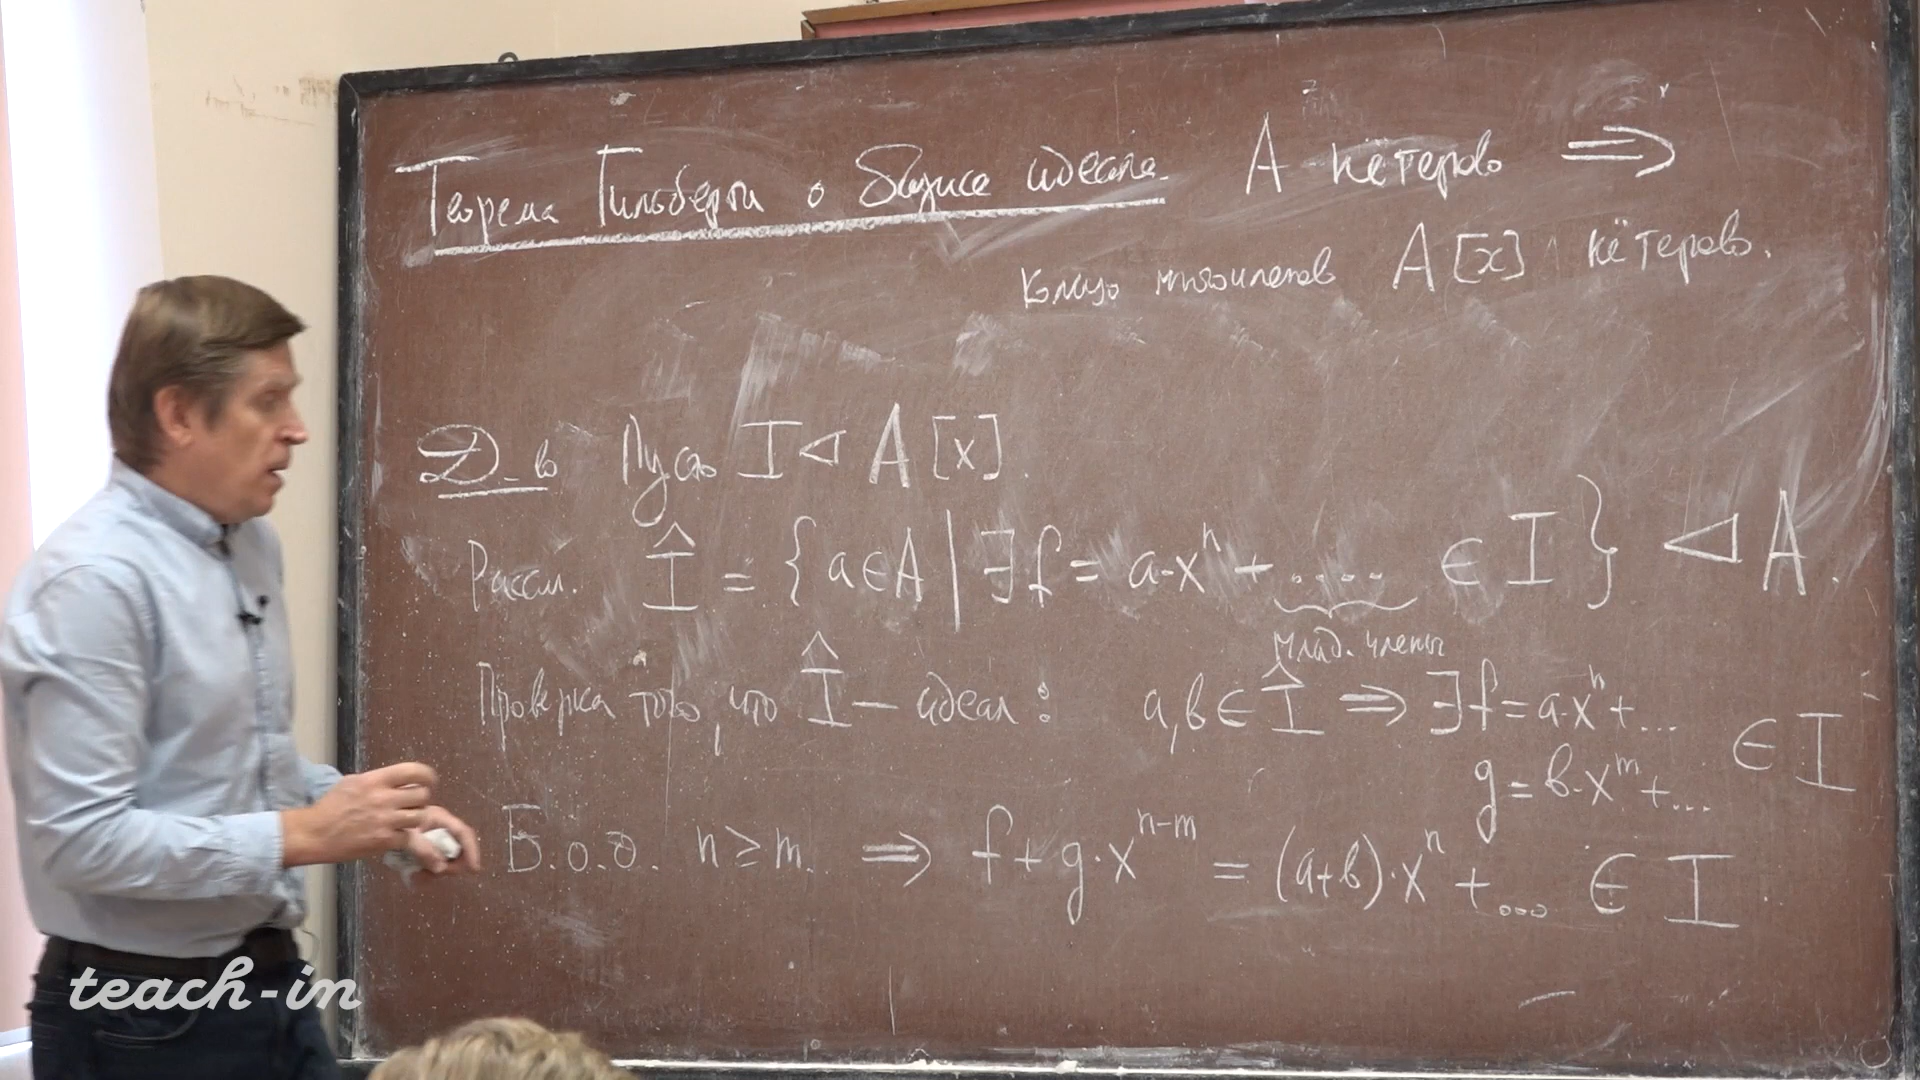 Теорема Гильберта о базисе идеала. A - нётерово ⟹
кольцо многочленов A[x] нётерово.
Д-во Пусть I ◁ A[x].
Рассм. Î = {a∈A | ∃f = a·xⁿ + .... ∈ I} ◁ A.
млад. члены
Проверка того, что Î — идеал: a, b ∈ Î ⟹ ∃f = a·xⁿ + ...
g = b·xᵐ + ... ∈ I
Б.о.о. n ≥ m. ⟹ f + g·xⁿ⁻ᵐ = (a+b)·xⁿ + ... ∈ I
teach-in